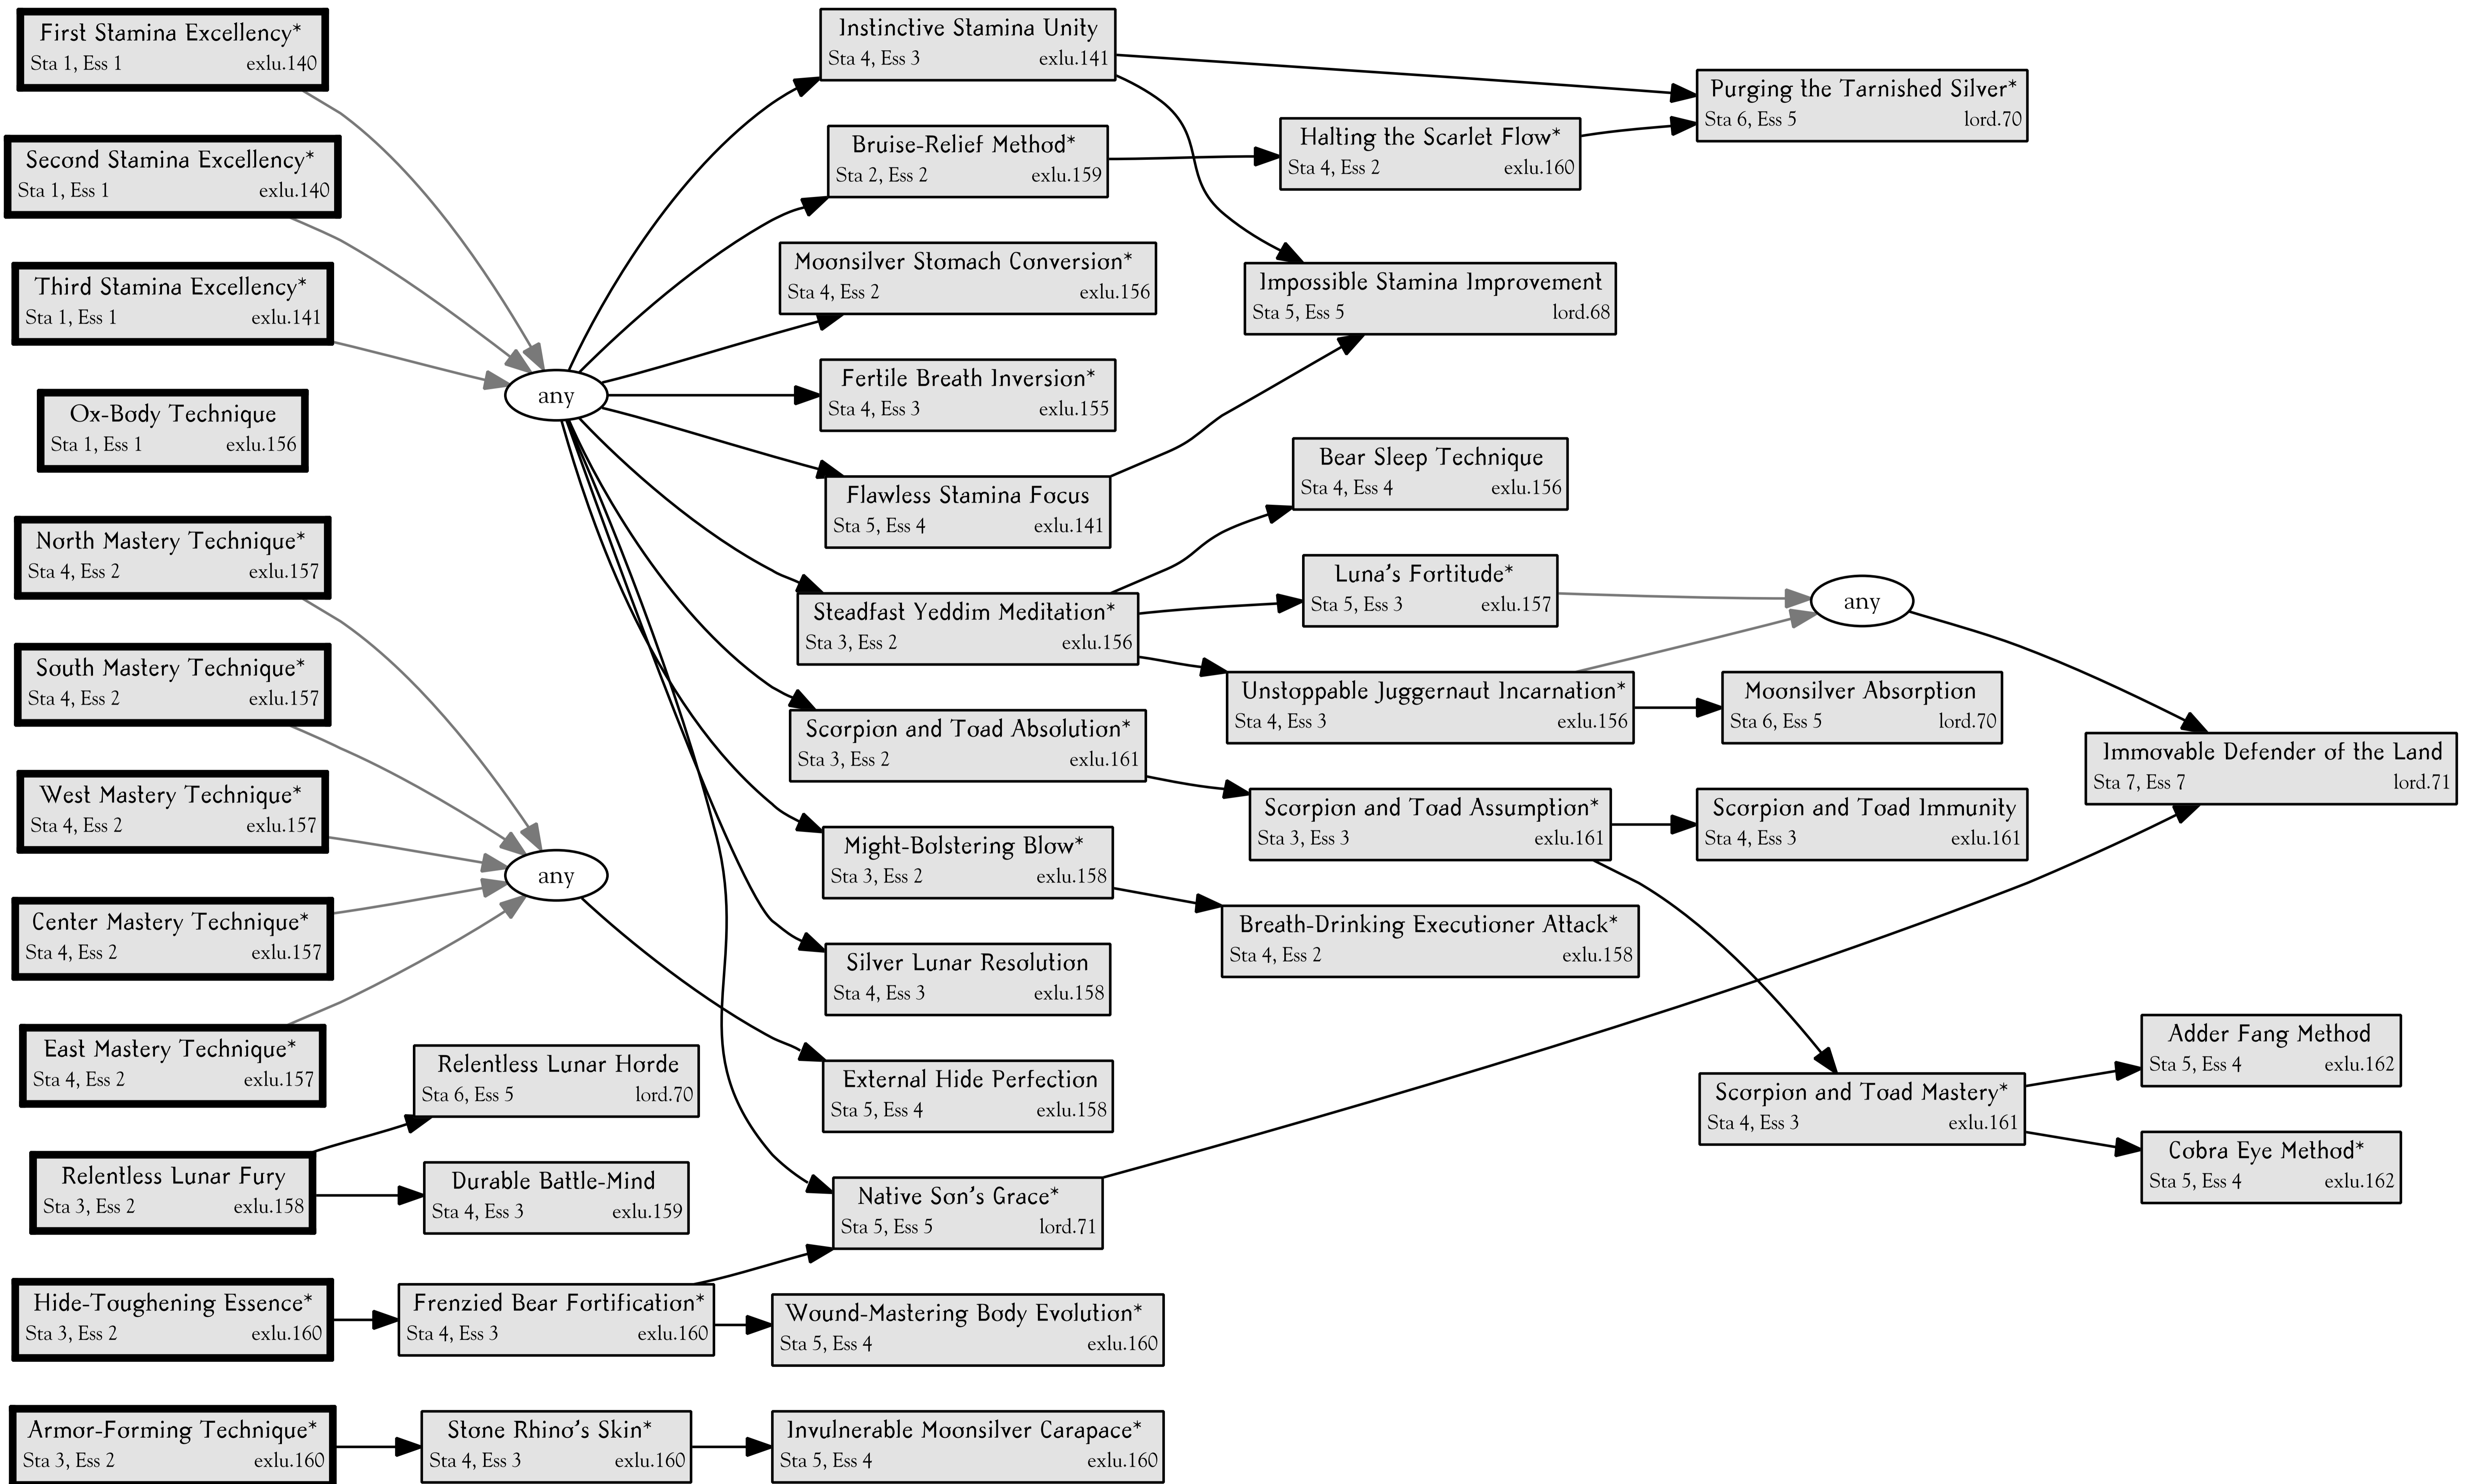 First Stamina Excellency*
Sta 1, Ess 1 exlu.140
Second Stamina Excellency*
Sta 1, Ess 1 exlu.140
Third Stamina Excellency*
Sta 1, Ess 1 exlu.141
Ox-Body Technique
Sta 1, Ess 1 exlu.156
North Mastery Technique*
Sta 4, Ess 2 exlu.157
South Mastery Technique*
Sta 4, Ess 2 exlu.157
West Mastery Technique*
Sta 4, Ess 2 exlu.157
Center Mastery Technique*
Sta 4, Ess 2 exlu.157
East Mastery Technique*
Sta 4, Ess 2 exlu.157
Relentless Lunar Fury
Sta 3, Ess 2 exlu.158
Hide-Toughening Essence*
Sta 3, Ess 2 exlu.160
Armor-Forming Technique*
Sta 3, Ess 2 exlu.160
any
any
Relentless Lunar Horde
Sta 6, Ess 5 lord.70
Durable Battle-Mind
Sta 4, Ess 3 exlu.159
Frenzied Bear Fortification*
Sta 4, Ess 3 exlu.160
Stone Rhino's Skin*
Sta 4, Ess 3 exlu.160
Instinctive Stamina Unity
Sta 4, Ess 3 exlu.141
Bruise-Relief Method*
Sta 2, Ess 2 exlu.159
Moonsilver Stomach Conversion*
Sta 4, Ess 2 exlu.156
Fertile Breath Inversion*
Sta 4, Ess 3 exlu.155
Flawless Stamina Focus
Sta 5, Ess 4 exlu.141
Steadfast Yeddim Meditation*
Sta 3, Ess 2 exlu.156
Scorpion and Toad Absolution*
Sta 3, Ess 2 exlu.161
Might-Bolstering Blow*
Sta 3, Ess 2 exlu.158
Silver Lunar Resolution
Sta 4, Ess 3 exlu.158
External Hide Perfection
Sta 5, Ess 4 exlu.158
Native Son's Grace*
Sta 5, Ess 5 lord.71
Wound-Mastering Body Evolution*
Sta 5, Ess 4 exlu.160
Invulnerable Moonsilver Carapace*
Sta 5, Ess 4 exlu.160
Halting the Scarlet Flow*
Sta 4, Ess 2 exlu.160
Impossible Stamina Improvement
Sta 5, Ess 5 lord.68
Bear Sleep Technique
Sta 4, Ess 4 exlu.156
Luna's Fortitude*
Sta 5, Ess 3 exlu.157
Unstoppable Juggernaut Incarnation*
Sta 4, Ess 3 exlu.156
Scorpion and Toad Assumption*
Sta 3, Ess 3 exlu.161
Breath-Drinking Executioner Attack*
Sta 4, Ess 2 exlu.158
Purging the Tarnished Silver*
Sta 6, Ess 5 lord.70
any
Moonsilver Absorption
Sta 6, Ess 5 lord.70
Scorpion and Toad Immunity
Sta 4, Ess 3 exlu.161
Scorpion and Toad Mastery*
Sta 4, Ess 3 exlu.161
Immovable Defender of the Land
Sta 7, Ess 7 lord.71
Adder Fang Method
Sta 5, Ess 4 exlu.162
Cobra Eye Method*
Sta 5, Ess 4 exlu.162